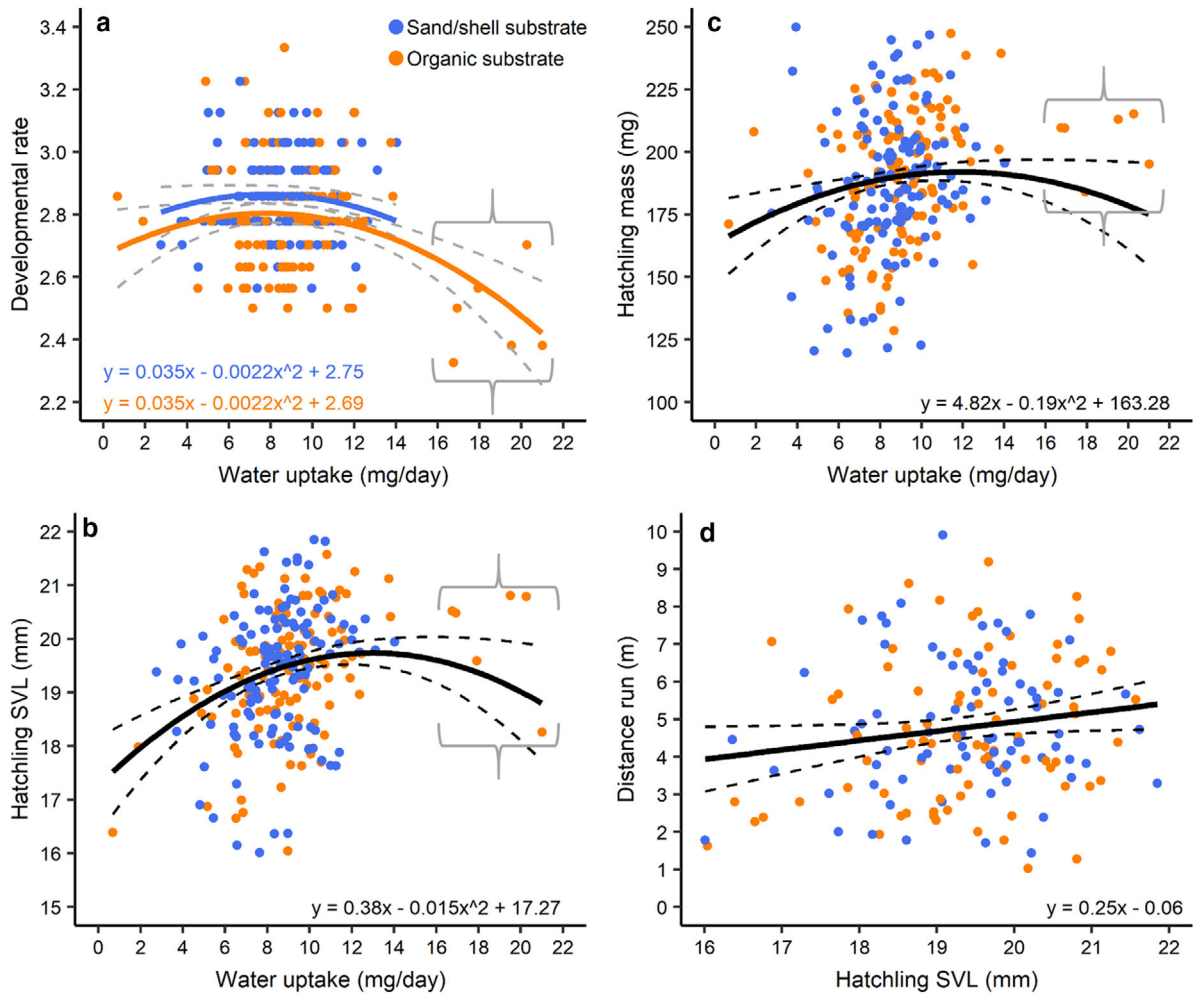 a
Sand/shell substrate
Organic substrate
3.4
3.2
3.0
2.8
2.6
2.4
2.2
Developmental rate
y = 0.035x - 0.0022x^2 + 2.75
y = 0.035x - 0.0022x^2 + 2.69
0 2 4 6 8 10 12 14 16 18 20 22
Water uptake (mg/day)
c
250
225
200
175
150
125
100
Hatchling mass (mg)
y = 4.82x - 0.19x^2 + 163.28
0 2 4 6 8 10 12 14 16 18 20 22
Water uptake (mg/day)
b
22
21
20
19
18
17
16
15
Hatchling SVL (mm)
y = 0.38x - 0.015x^2 + 17.27
0 2 4 6 8 10 12 14 16 18 20 22
Water uptake (mg/day)
d
10
9
8
7
6
5
4
3
2
1
0
Distance run (m)
y = 0.25x - 0.06
16 17 18 19 20 21 22
Hatchling SVL (mm)